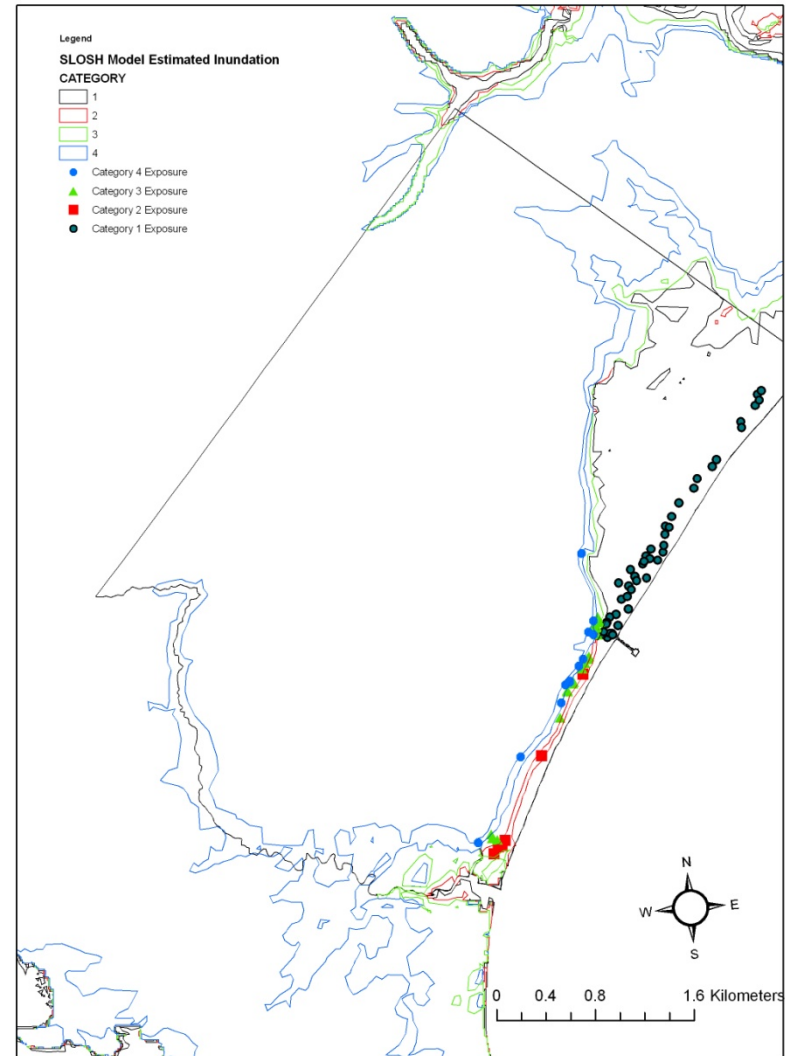 Legend
SLOSH Model Estimated Inundation
CATEGORY
1
2
3
4
Category 4 Exposure
Category 3 Exposure
Category 2 Exposure
Category 1 Exposure
N
W E
S
0 0.4 0.8 1.6 Kilometers